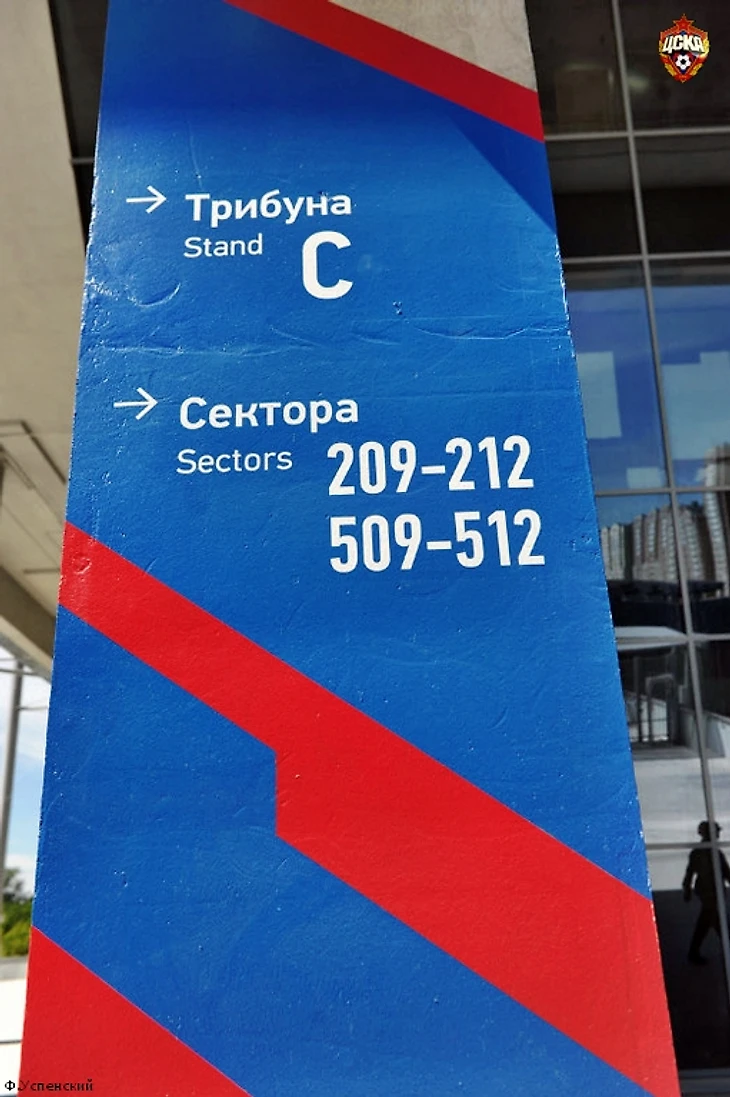 ЦСКА
→ Трибуна
Stand C
→ Сектора
Sectors 209-212
509-512
Ф.Успенский